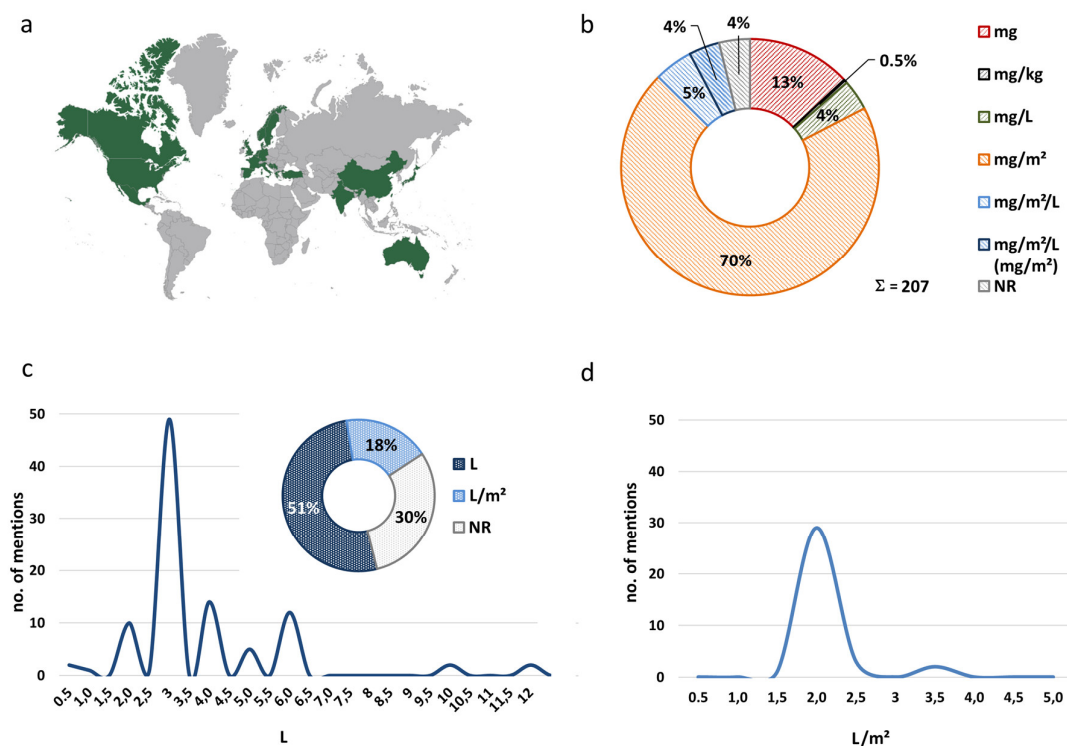 a
b
4%
4%
5%
13%
0.5%
4%
70%
Σ = 207
mg
mg/kg
mg/L
mg/m²
mg/m²/L
mg/m²/L
(mg/m²)
NR
c
no. of mentions
50
40
30
20
10
0
0.5 1,0 1,5 2.0 2,5 3 3,5 4,0 4,5 5,0 5,5 6.0 6,5 7,0 7,5 8 8,5 9 9,5 10 10,5 11 11,5 12
L
18%
51%
30%
L
L/m²
NR
d
no. of mentions
50
40
30
20
10
0
0.5 1,0 1,5 2,0 2,5 3 3,5 4,0 4,5 5,0
L/m²